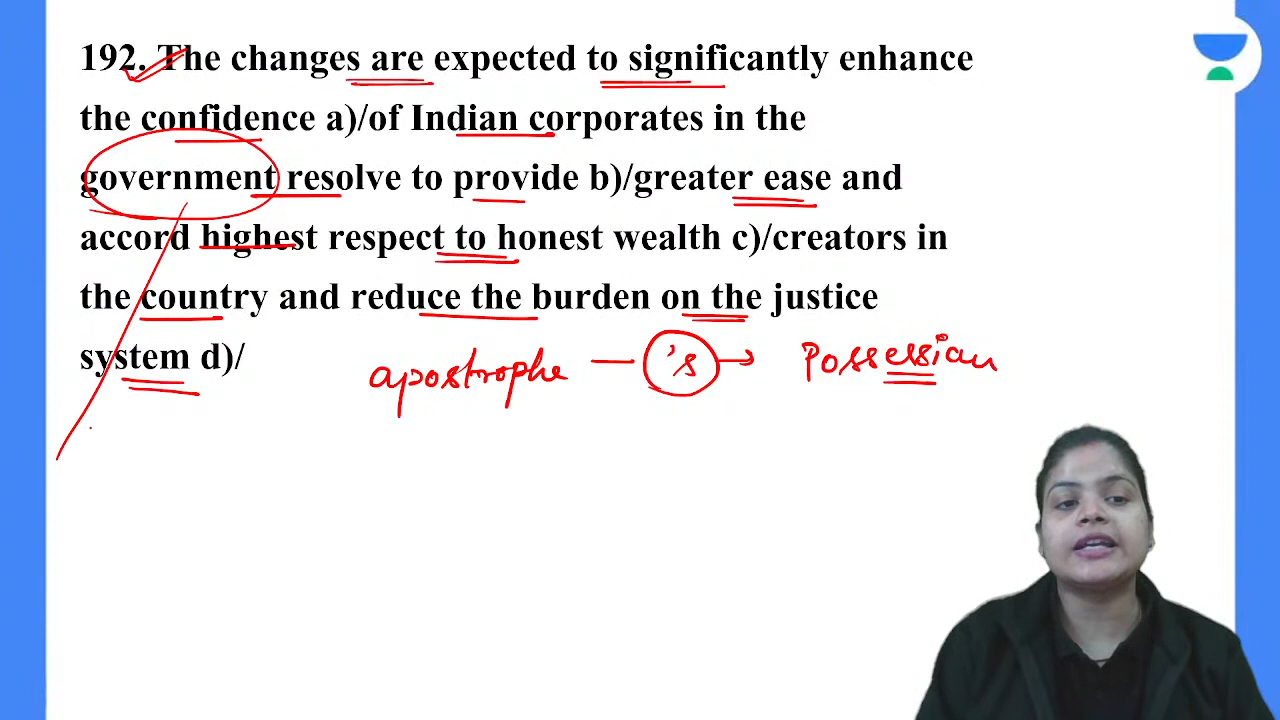 192. The changes are expected to significantly enhance
the confidence a)/of Indian corporates in the
government resolve to provide b)/greater ease and
accord highest respect to honest wealth c)/creators in
the country and reduce the burden on the justice
system d)/
apostrophe — 's → Possessian